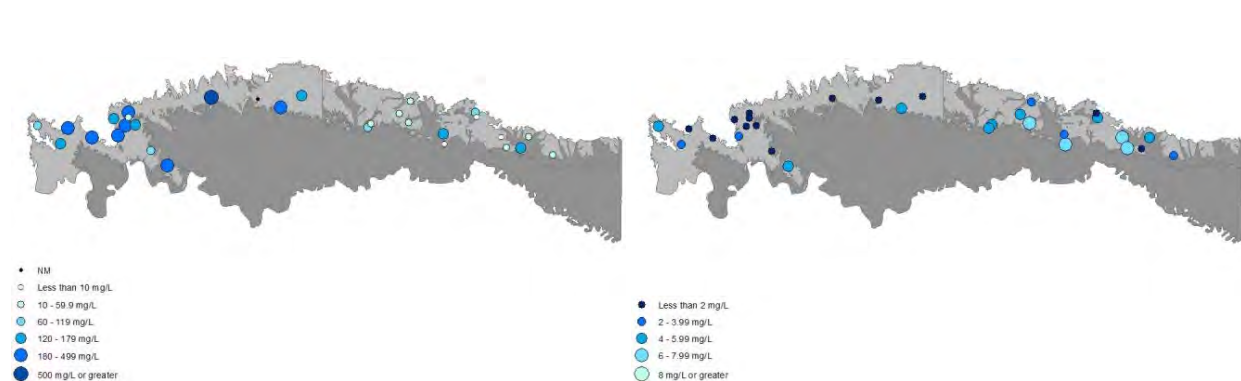 NM
Less than 10 mg/L
10 - 59.9 mg/L
60 - 119 mg/L
120 - 179 mg/L
180 - 499 mg/L
500 mg/L or greater
Less than 2 mg/L
2 - 3.99 mg/L
4 - 5.99 mg/L
6 - 7.99 mg/L
8 mg/L or greater